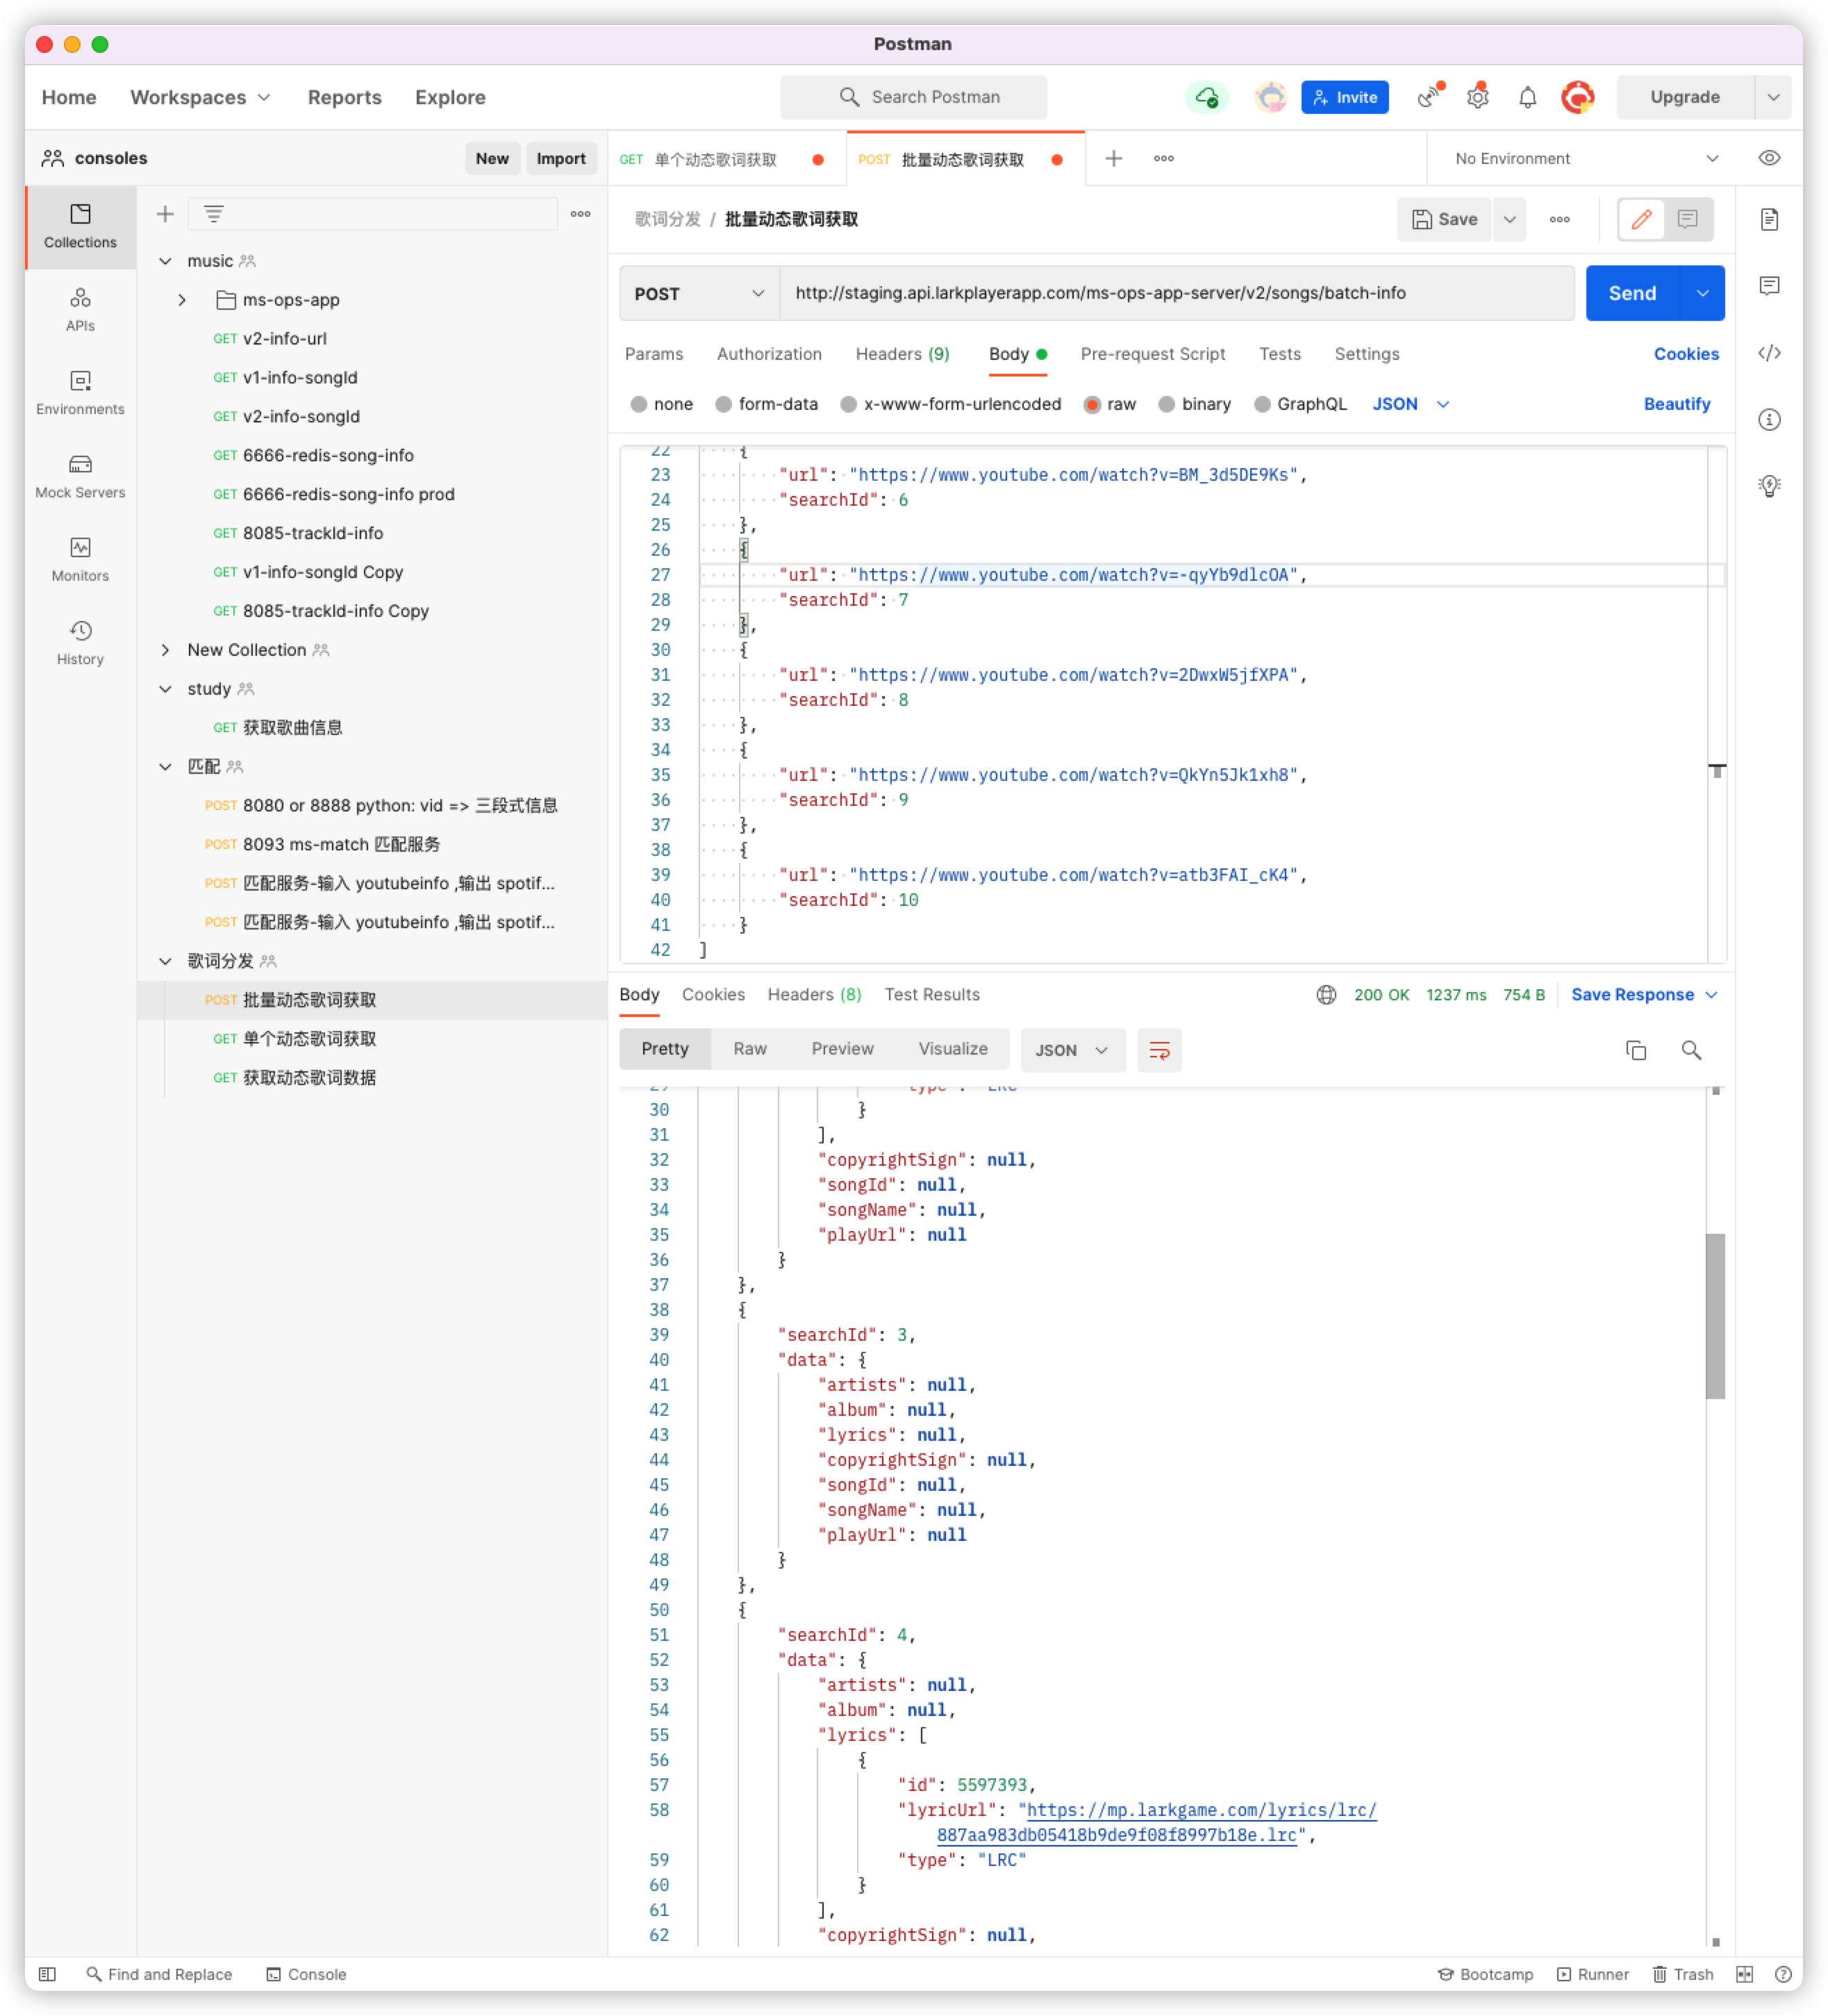 Postman
Home Workspaces Reports Explore Search Postman Invite Upgrade
consoles New Import
GET 单个动态歌词获取 POST 批量动态歌词获取 No Environment
Collections
APIs
Environments
Mock Servers
Monitors
History
music
ms-ops-app
GET v2-info-url
GET v1-info-songId
GET v2-info-songId
GET 6666-redis-song-info
GET 6666-redis-song-info prod
GET 8085-trackId-info
GET v1-info-songId Copy
GET 8085-trackId-info Copy
New Collection
study
GET 获取歌曲信息
匹配
POST 8080 or 8888 python: vid => 三段式信息
POST 8093 ms-match 匹配服务
POST 匹配服务-输入 youtubeinfo ,输出 spotif...
POST 匹配服务-输入 youtubeinfo ,输出 spotif...
歌词分发
POST 批量动态歌词获取
GET 单个动态歌词获取
GET 获取动态歌词数据
歌词分发 / 批量动态歌词获取 Save
POST http://staging.api.larkplayerapp.com/ms-ops-app-server/v2/songs/batch-info Send
Params Authorization Headers (9) Body Pre-request Script Tests Settings Cookies
none form-data x-www-form-urlencoded raw binary GraphQL JSON Beautify
22 {
23 "url": "https://www.youtube.com/watch?v=BM_3d5DE9Ks",
24 "searchId": 6
25 },
26 {
27 "url": "https://www.youtube.com/watch?v=-qyYb9dlcOA",
28 "searchId": 7
29 },
30 {
31 "url": "https://www.youtube.com/watch?v=2DwxW5jfXPA",
32 "searchId": 8
33 },
34 {
35 "url": "https://www.youtube.com/watch?v=QkYn5Jk1xh8",
36 "searchId": 9
37 },
38 {
39 "url": "https://www.youtube.com/watch?v=atb3FAI_cK4",
40 "searchId": 10
41 }
42 ]
Body Cookies Headers (8) Test Results 200 OK 1237 ms 754 B Save Response
Pretty Raw Preview Visualize JSON
29 "type": "LRC"
30 }
31 ],
32 "copyrightSign": null,
33 "songId": null,
34 "songName": null,
35 "playUrl": null
36 }
37 },
38 {
39 "searchId": 3,
40 "data": {
41 "artists": null,
42 "album": null,
43 "lyrics": null,
44 "copyrightSign": null,
45 "songId": null,
46 "songName": null,
47 "playUrl": null
48 }
49 },
50 {
51 "searchId": 4,
52 "data": {
53 "artists": null,
54 "album": null,
55 "lyrics": [
56 {
57 "id": 5597393,
58 "lyricUrl": "https://mp.larkgame.com/lyrics/lrc/
887aa983db05418b9de9f08f8997b18e.lrc",
59 "type": "LRC"
60 }
61 ],
62 "copyrightSign": null,
Find and Replace Console Bootcamp Runner Trash